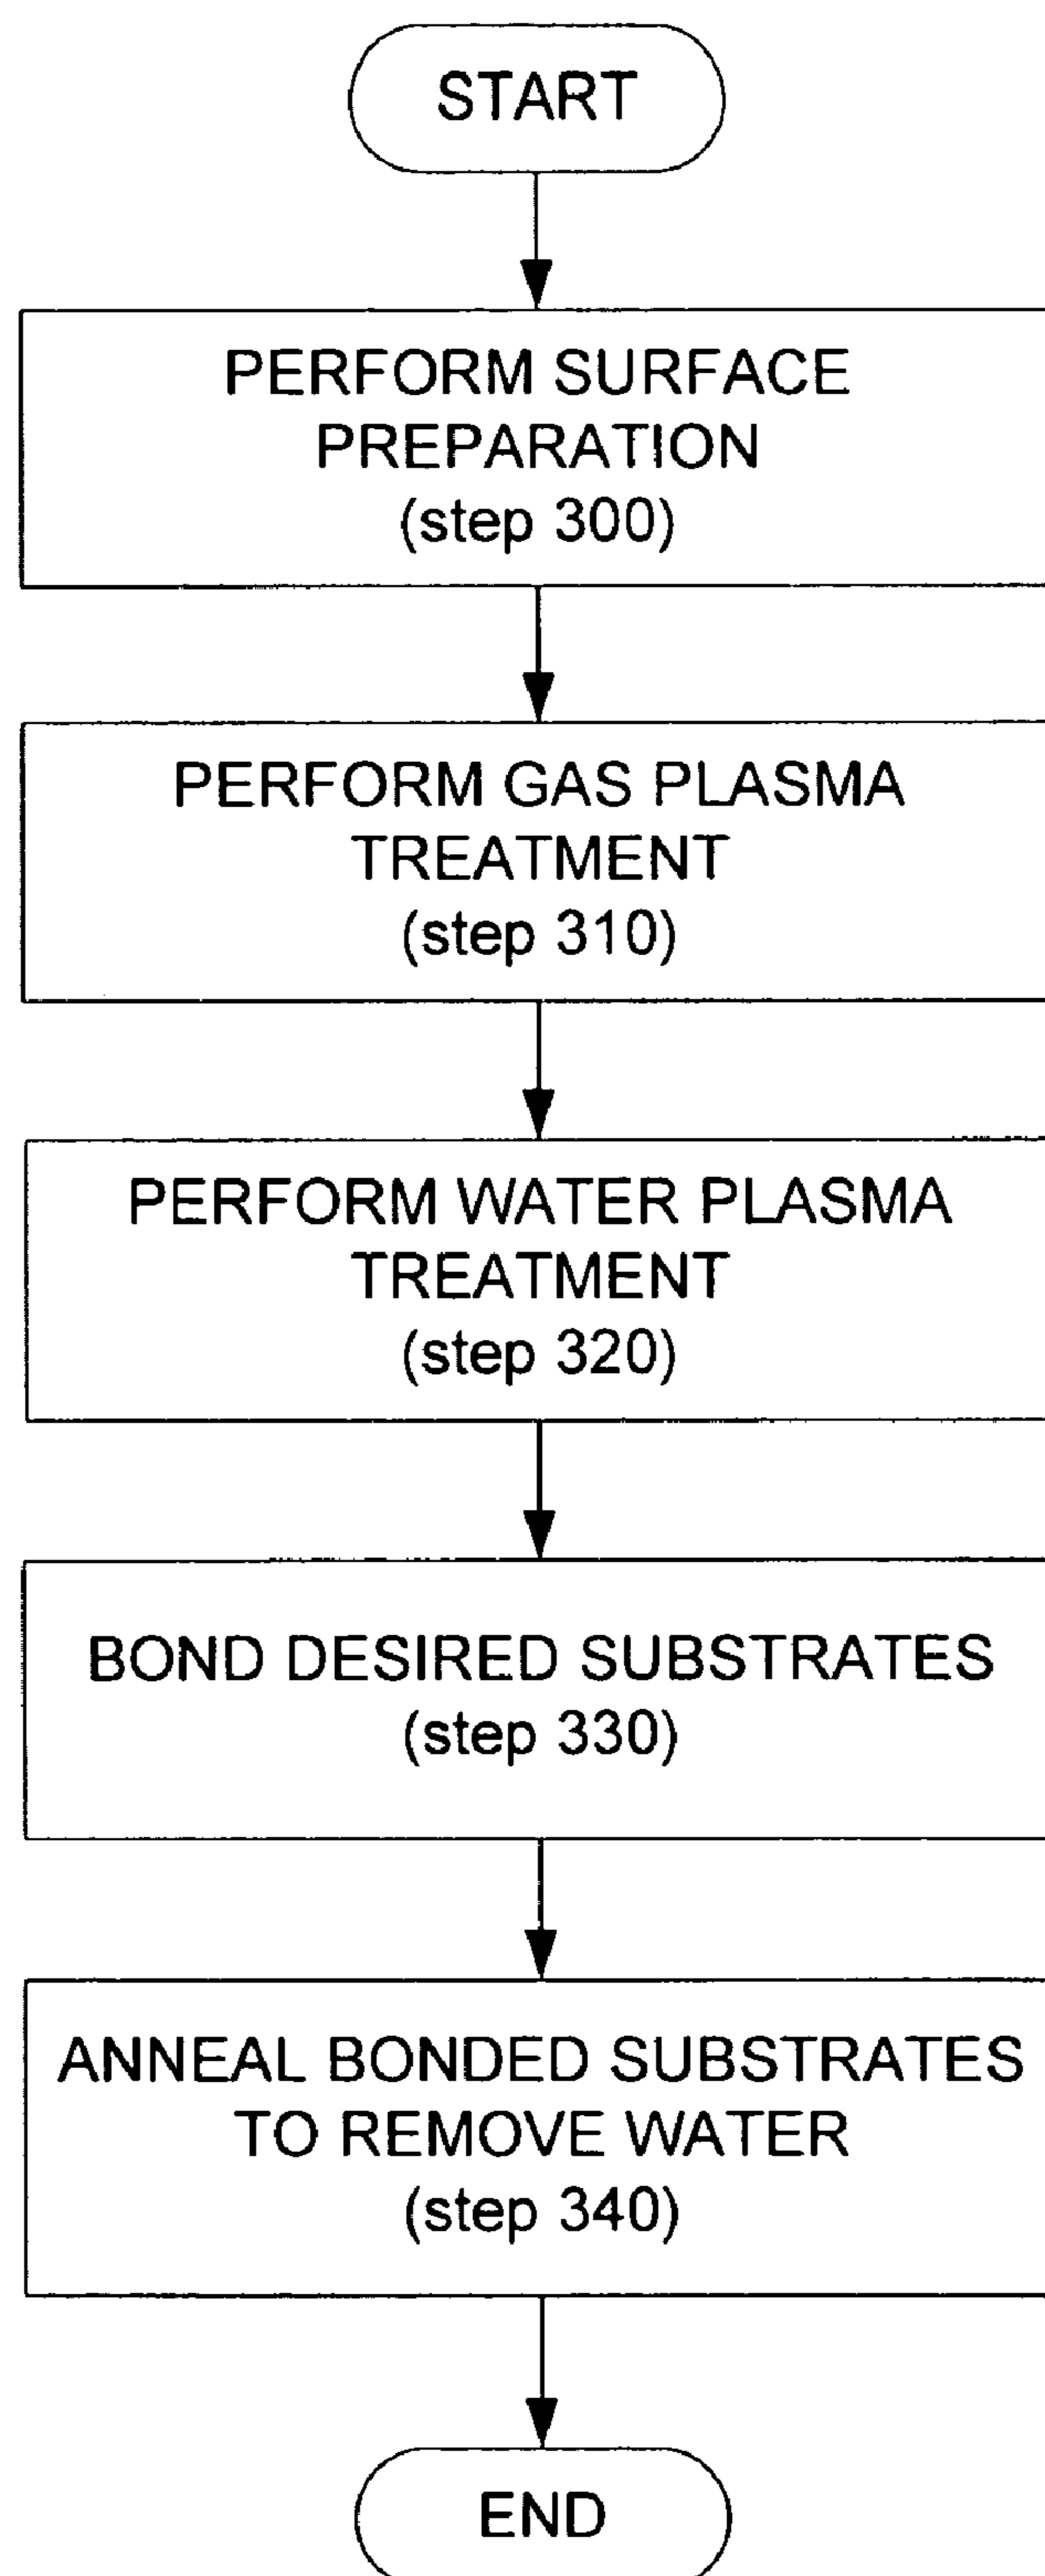 START
PERFORM SURFACE
PREPARATION
(step 300)
PERFORM GAS PLASMA
TREATMENT
(step 310)
PERFORM WATER PLASMA
TREATMENT
(step 320)
BOND DESIRED SUBSTRATES
(step 330)
ANNEAL BONDED SUBSTRATES
TO REMOVE WATER
(step 340)
END